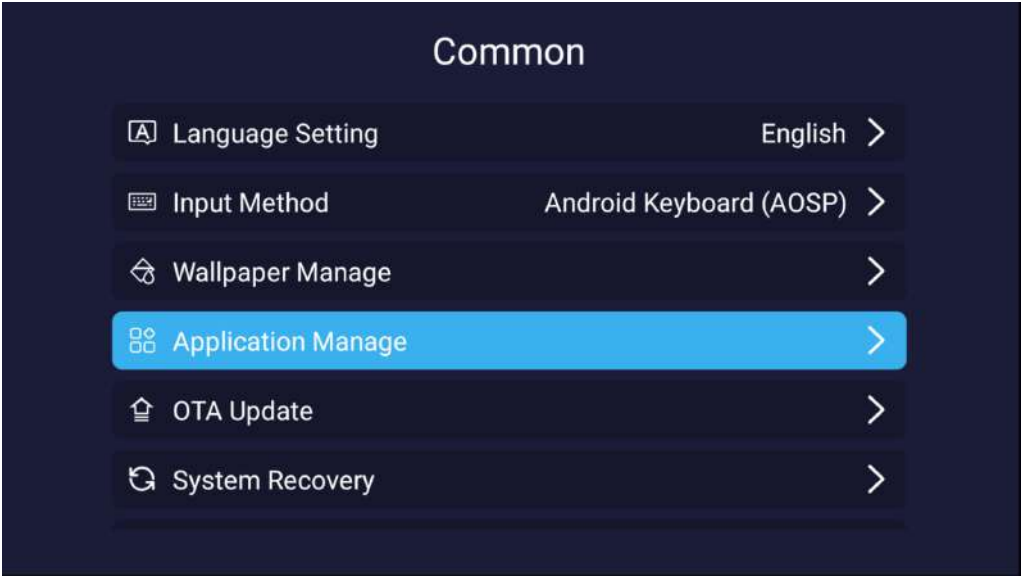 Common
Language Setting English
Input Method Android Keyboard (AOSP)
Wallpaper Manage
Application Manage
OTA Update
System Recovery